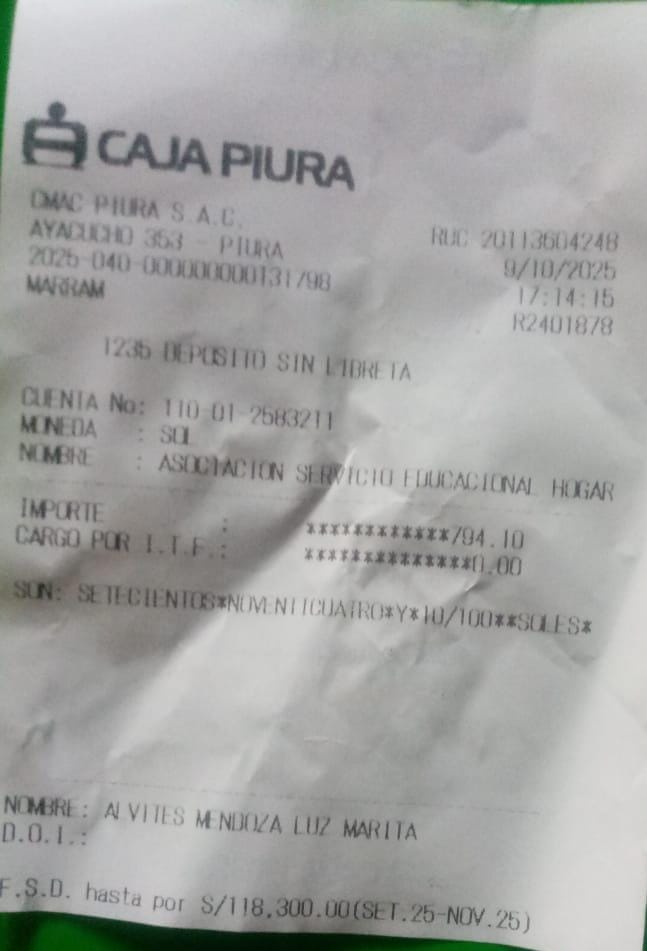 CAJA PIURA
CMAC PIURA S.A.C.
AYACUCHO 353 - PIURA
RUC 20113604248
2025-040-000000000131798
9/10/2025
MARRAM
17:14:15
R2401878
1235 DEPOSITO SIN LIBRETA
CUENTA No: 110-01-2583211
MONEDA : SOL
NOMBRE : ASOCIACION SERVICIO EDUCACIONAL HOGAR
IMPORTE : ************794.10
CARGO POR I.T.F.: **************0.00
SON: SETECIENTOS*NOVENTICUATRO*Y*10/100**SOLES*
NOMBRE: ALVITES MENDOZA LUZ MARITA
D.O.I.:
F.S.D. hasta por S/118,300.00(SET.25-NOV.25)